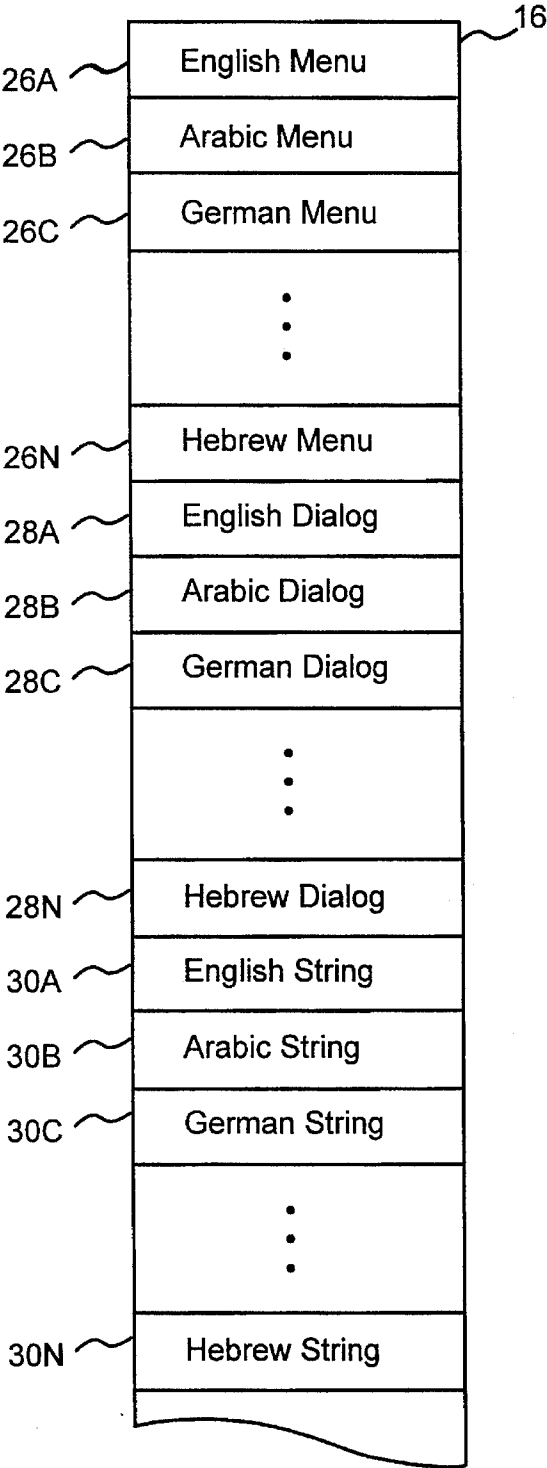 16
26A English Menu
26B Arabic Menu
26C German Menu
26N Hebrew Menu
28A English Dialog
28B Arabic Dialog
28C German Dialog
28N Hebrew Dialog
30A English String
30B Arabic String
30C German String
30N Hebrew String